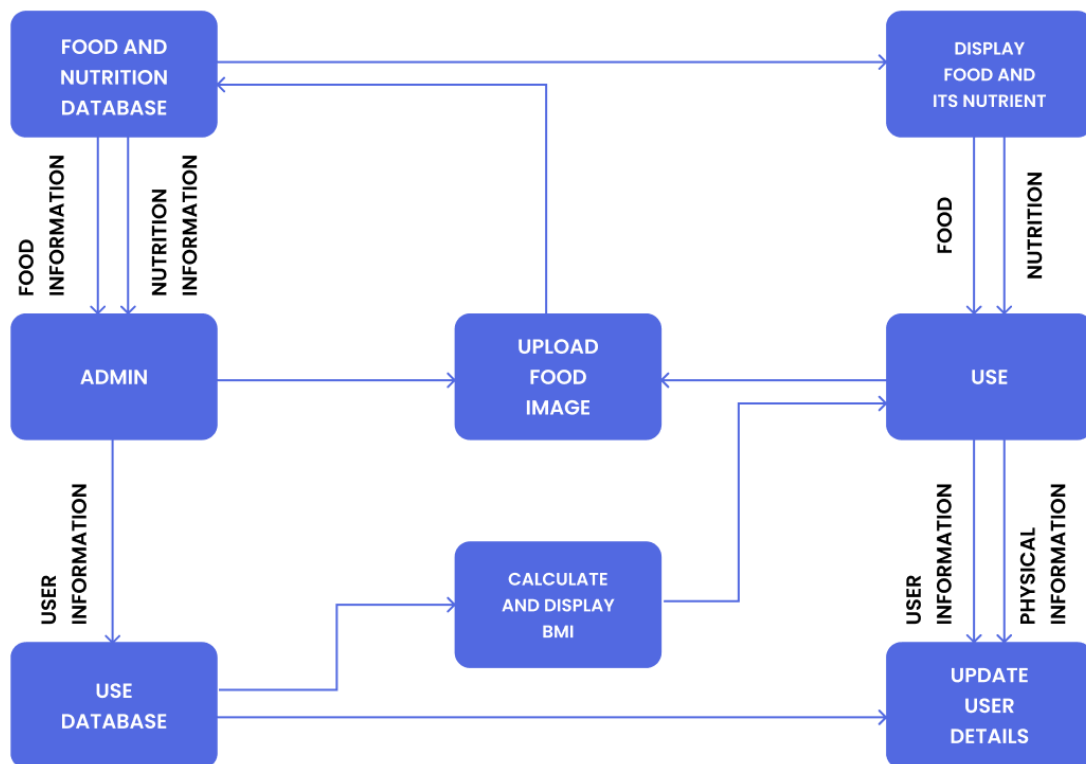 FOOD AND
NUTRITION
DATABASE
DISPLAY
FOOD AND
ITS NUTRIENT
FOOD
INFORMATION
NUTRITION
INFORMATION
FOOD
NUTRITION
ADMIN
UPLOAD
FOOD
IMAGE
USE
USER
INFORMATION
CALCULATE
AND DISPLAY
BMI
USER
INFORMATION
PHYSICAL
INFORMATION
USE
DATABASE
UPDATE
USER
DETAILS